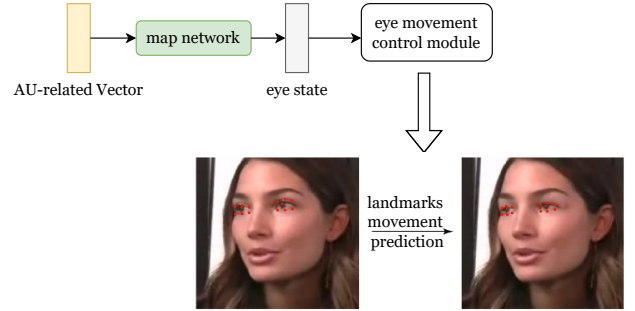 map network
eye movement
control module
AU-related Vector
eye state
landmarks
movement
prediction